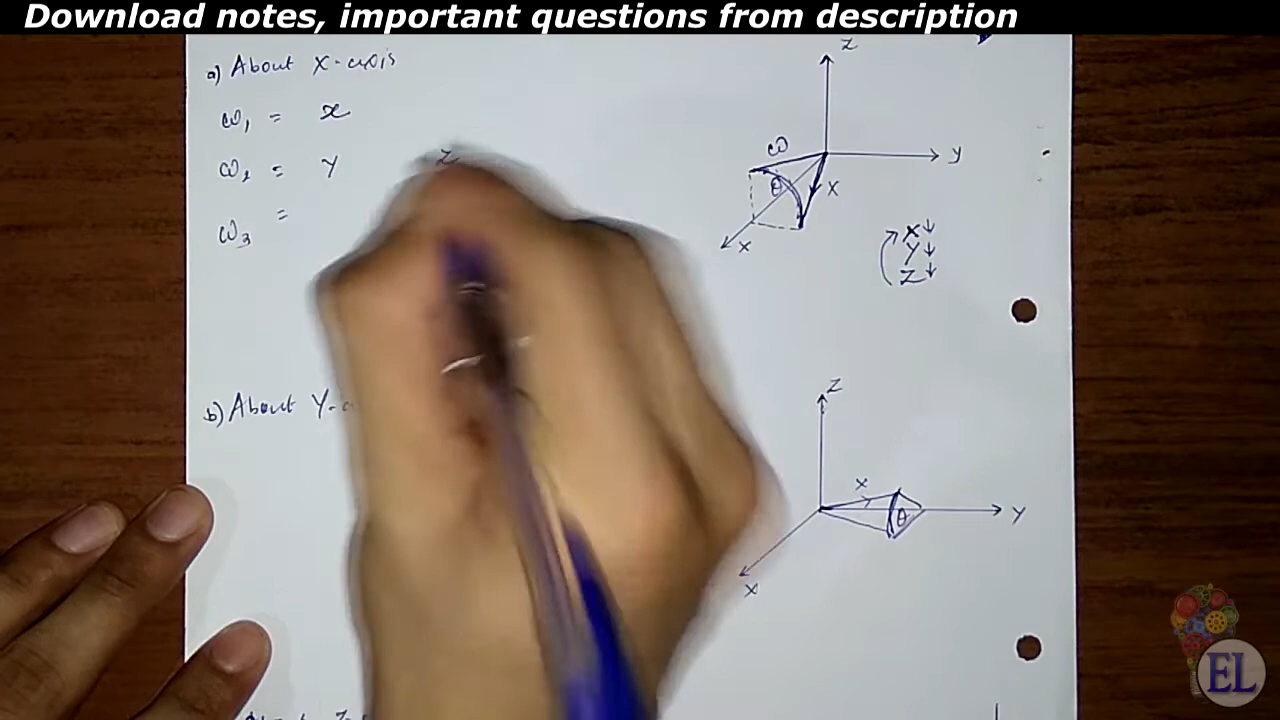 Download notes, important questions from description
a) About X-axis
ω₁ = x
ω₂ = Y
Z
ω₃ =
Z
ω
y
θ
X
x
X↓
Y↓
Z↓
b) About Y-
Z
X
θ
Y
X
EL